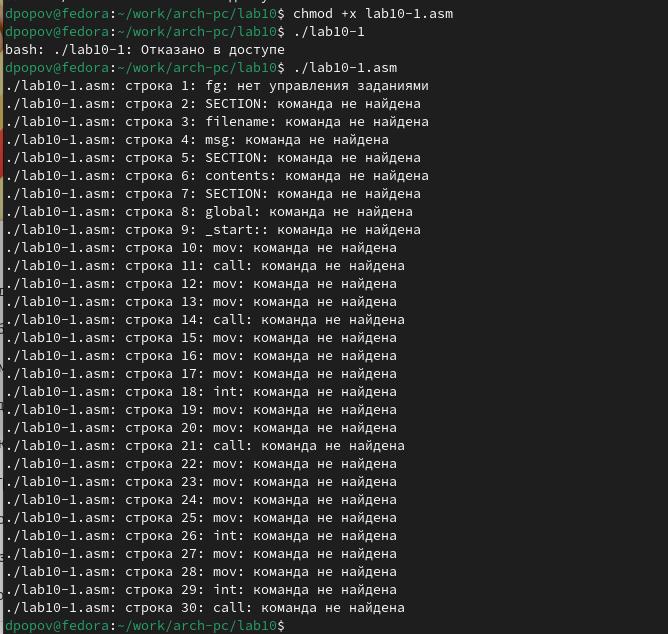 dpopov@fedora:~/work/arch-pc/lab10$ chmod +x lab10-1.asm
dpopov@fedora:~/work/arch-pc/lab10$ ./lab10-1
bash: ./lab10-1: Отказано в доступе
dpopov@fedora:~/work/arch-pc/lab10$ ./lab10-1.asm
./lab10-1.asm: строка 1: fg: нет управления заданиями
./lab10-1.asm: строка 2: SECTION: команда не найдена
./lab10-1.asm: строка 3: filename: команда не найдена
./lab10-1.asm: строка 4: msg: команда не найдена
./lab10-1.asm: строка 5: SECTION: команда не найдена
./lab10-1.asm: строка 6: contents: команда не найдена
./lab10-1.asm: строка 7: SECTION: команда не найдена
./lab10-1.asm: строка 8: global: команда не найдена
./lab10-1.asm: строка 9: _start:: команда не найдена
./lab10-1.asm: строка 10: mov: команда не найдена
./lab10-1.asm: строка 11: call: команда не найдена
./lab10-1.asm: строка 12: mov: команда не найдена
./lab10-1.asm: строка 13: mov: команда не найдена
./lab10-1.asm: строка 14: call: команда не найдена
./lab10-1.asm: строка 15: mov: команда не найдена
./lab10-1.asm: строка 16: mov: команда не найдена
./lab10-1.asm: строка 17: mov: команда не найдена
./lab10-1.asm: строка 18: int: команда не найдена
./lab10-1.asm: строка 19: mov: команда не найдена
./lab10-1.asm: строка 20: mov: команда не найдена
./lab10-1.asm: строка 21: call: команда не найдена
./lab10-1.asm: строка 22: mov: команда не найдена
./lab10-1.asm: строка 23: mov: команда не найдена
./lab10-1.asm: строка 24: mov: команда не найдена
./lab10-1.asm: строка 25: mov: команда не найдена
./lab10-1.asm: строка 26: int: команда не найдена
./lab10-1.asm: строка 27: mov: команда не найдена
./lab10-1.asm: строка 28: mov: команда не найдена
./lab10-1.asm: строка 29: int: команда не найдена
./lab10-1.asm: строка 30: call: команда не найдена
dpopov@fedora:~/work/arch-pc/lab10$